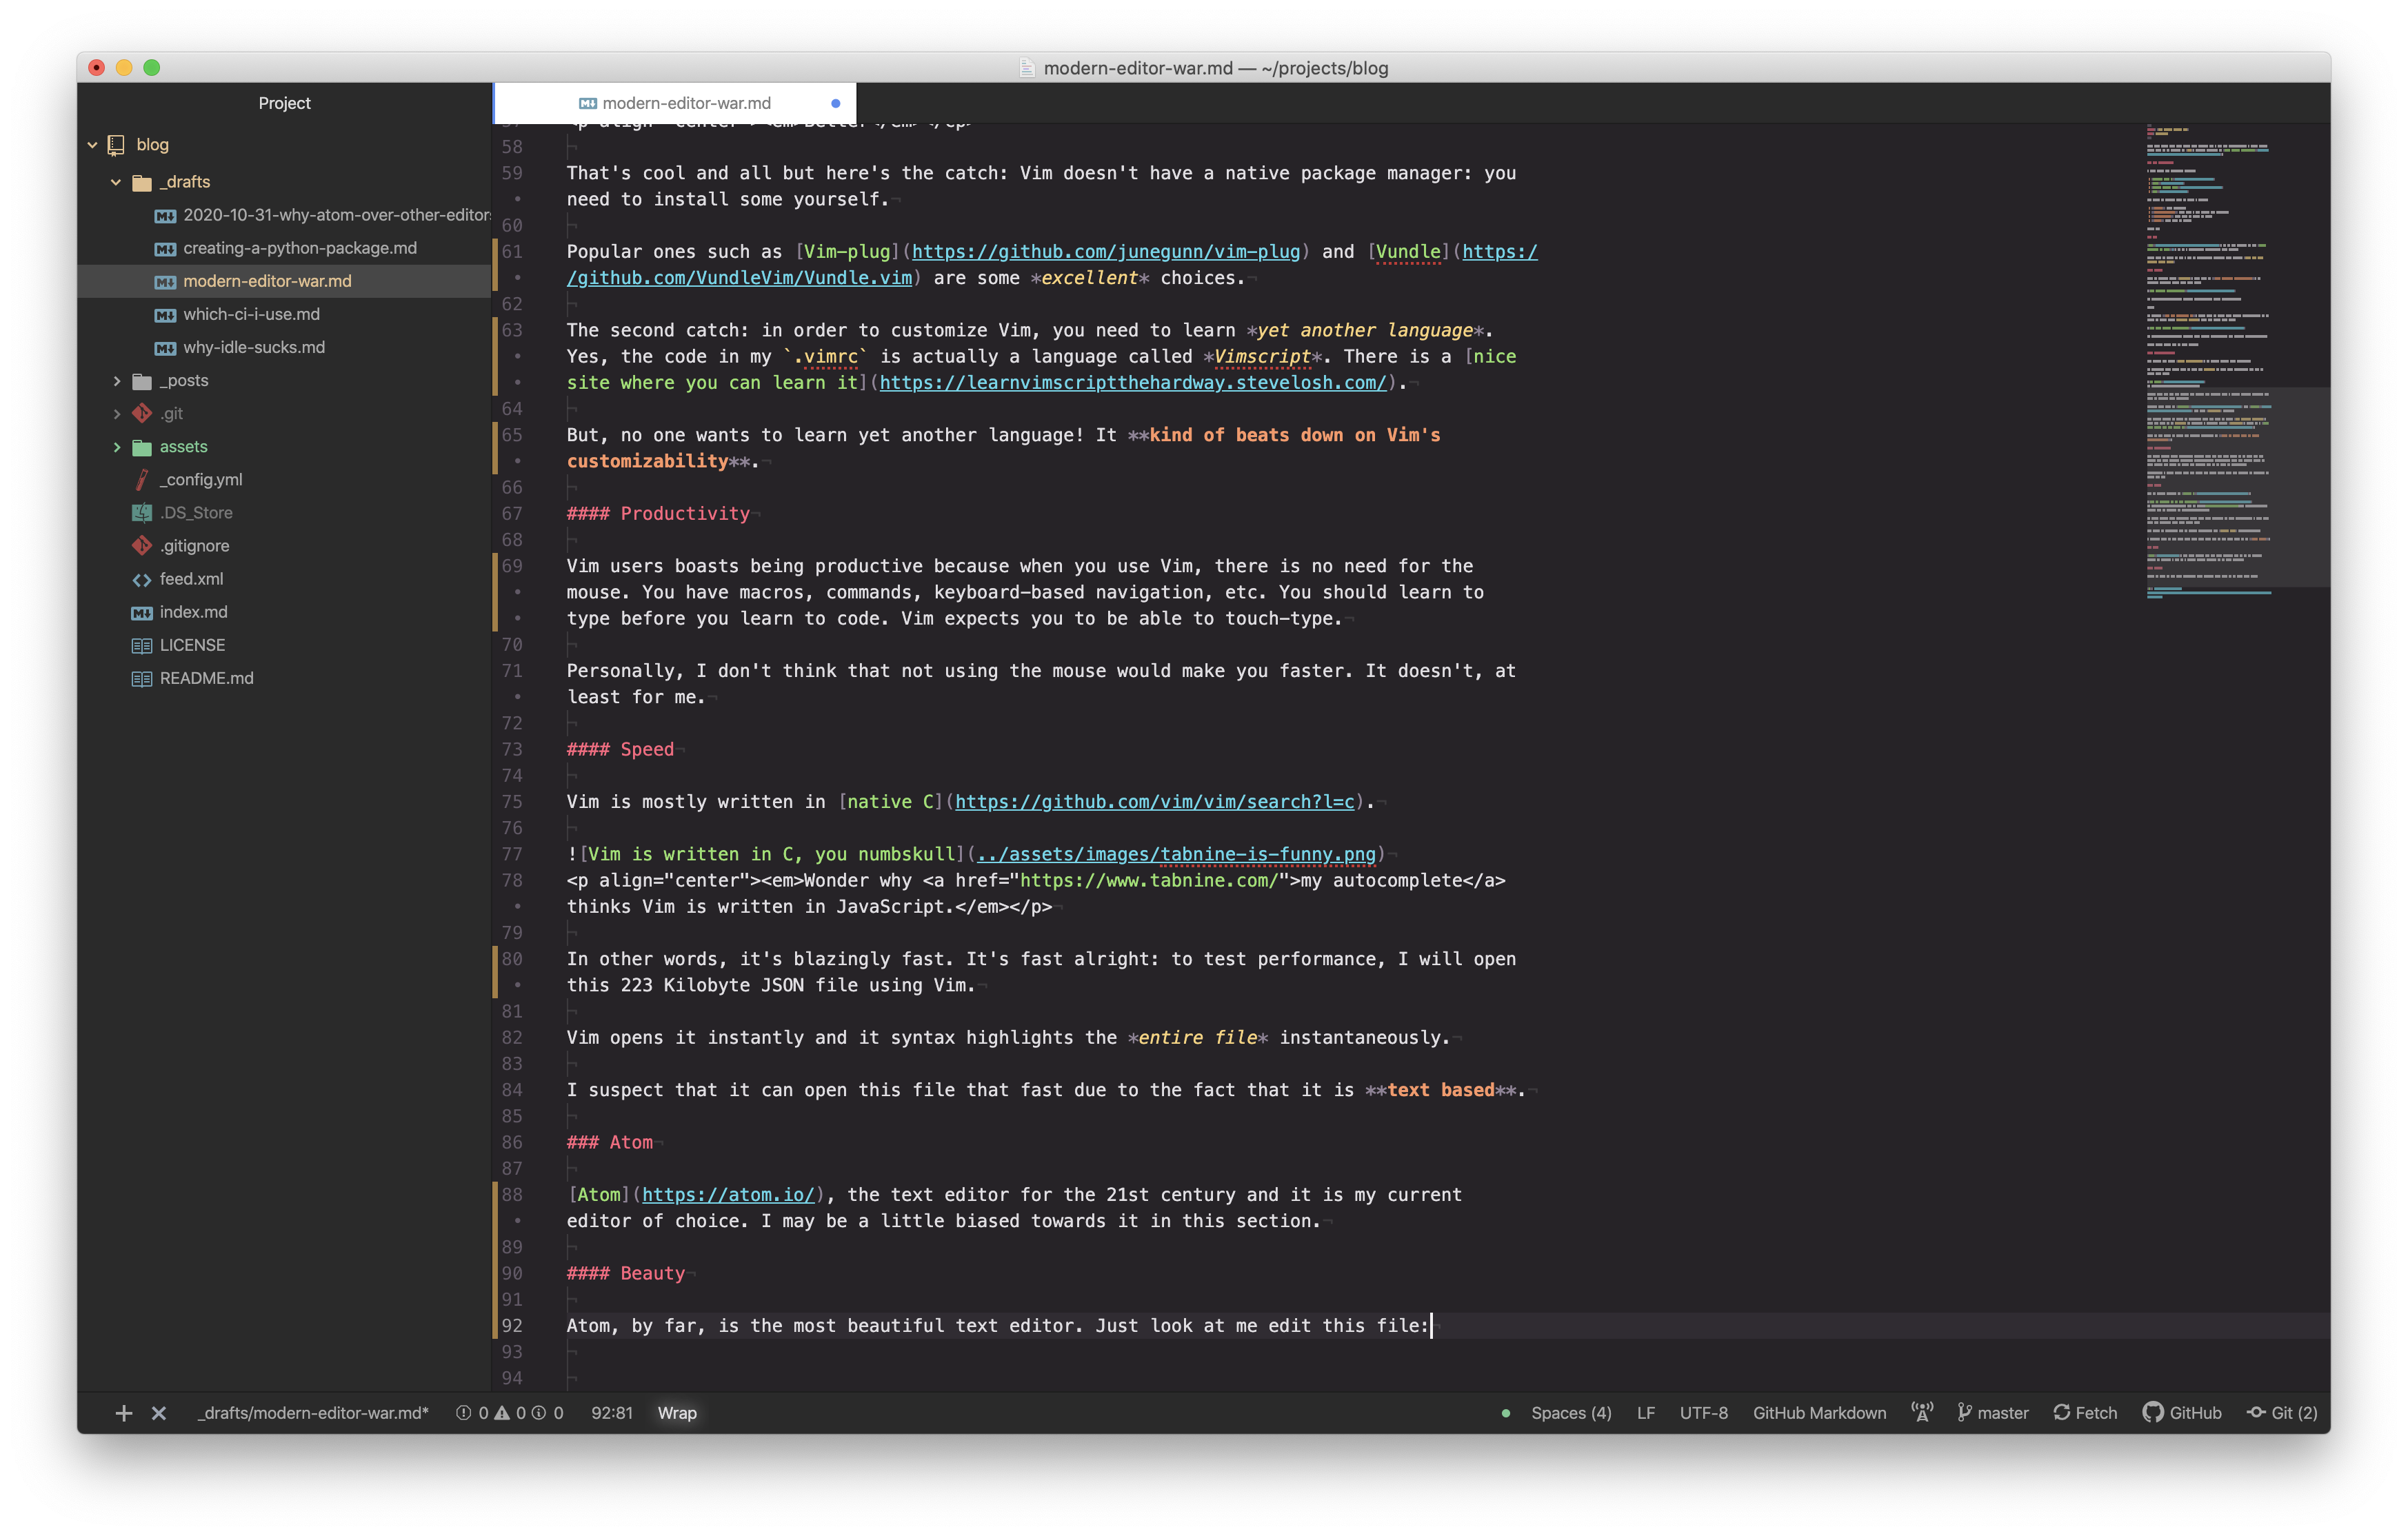 modern-editor-war.md — ~/projects/blog
Project
modern-editor-war.md
blog
_drafts
2020-10-31-why-atom-over-other-editors
creating-a-python-package.md
modern-editor-war.md
which-ci-i-use.md
why-idle-sucks.md
_posts
.git
assets
_config.yml
.DS_Store
.gitignore
feed.xml
index.md
LICENSE
README.md
58
59 That's cool and all but here's the catch: Vim doesn't have a native package manager: you
• need to install some yourself.
60
61 Popular ones such as [Vim-plug](https://github.com/junegunn/vim-plug) and [Vundle](https:/
• /github.com/VundleVim/Vundle.vim) are some *excellent* choices.
62
63 The second catch: in order to customize Vim, you need to learn *yet another language*.
• Yes, the code in my `.vimrc` is actually a language called *Vimscript*. There is a [nice
• site where you can learn it](https://learnvimscriptthehardway.stevelosh.com/).
64
65 But, no one wants to learn yet another language! It **kind of beats down on Vim's
• customizability**.
66
67 #### Productivity
68
69 Vim users boasts being productive because when you use Vim, there is no need for the
• mouse. You have macros, commands, keyboard-based navigation, etc. You should learn to
• type before you learn to code. Vim expects you to be able to touch-type.
70
71 Personally, I don't think that not using the mouse would make you faster. It doesn't, at
• least for me.
72
73 #### Speed
74
75 Vim is mostly written in [native C](https://github.com/vim/vim/search?l=c).
76
77 ![Vim is written in C, you numbskull](../assets/images/tabnine-is-funny.png)
78 <p align="center"><em>Wonder why <a href="https://www.tabnine.com/">my autocomplete</a>
• thinks Vim is written in JavaScript.</em></p>
79
80 In other words, it's blazingly fast. It's fast alright: to test performance, I will open
• this 223 Kilobyte JSON file using Vim.
81
82 Vim opens it instantly and it syntax highlights the *entire file* instantaneously.
83
84 I suspect that it can open this file that fast due to the fact that it is **text based**.
85
86 ### Atom
87
88 [Atom](https://atom.io/), the text editor for the 21st century and it is my current
• editor of choice. I may be a little biased towards it in this section.
89
90 #### Beauty
91
92 Atom, by far, is the most beautiful text editor. Just look at me edit this file:
93
94
_drafts/modern-editor-war.md* 0 0 0 92:81 Wrap Spaces (4) LF UTF-8 GitHub Markdown master Fetch GitHub Git (2)